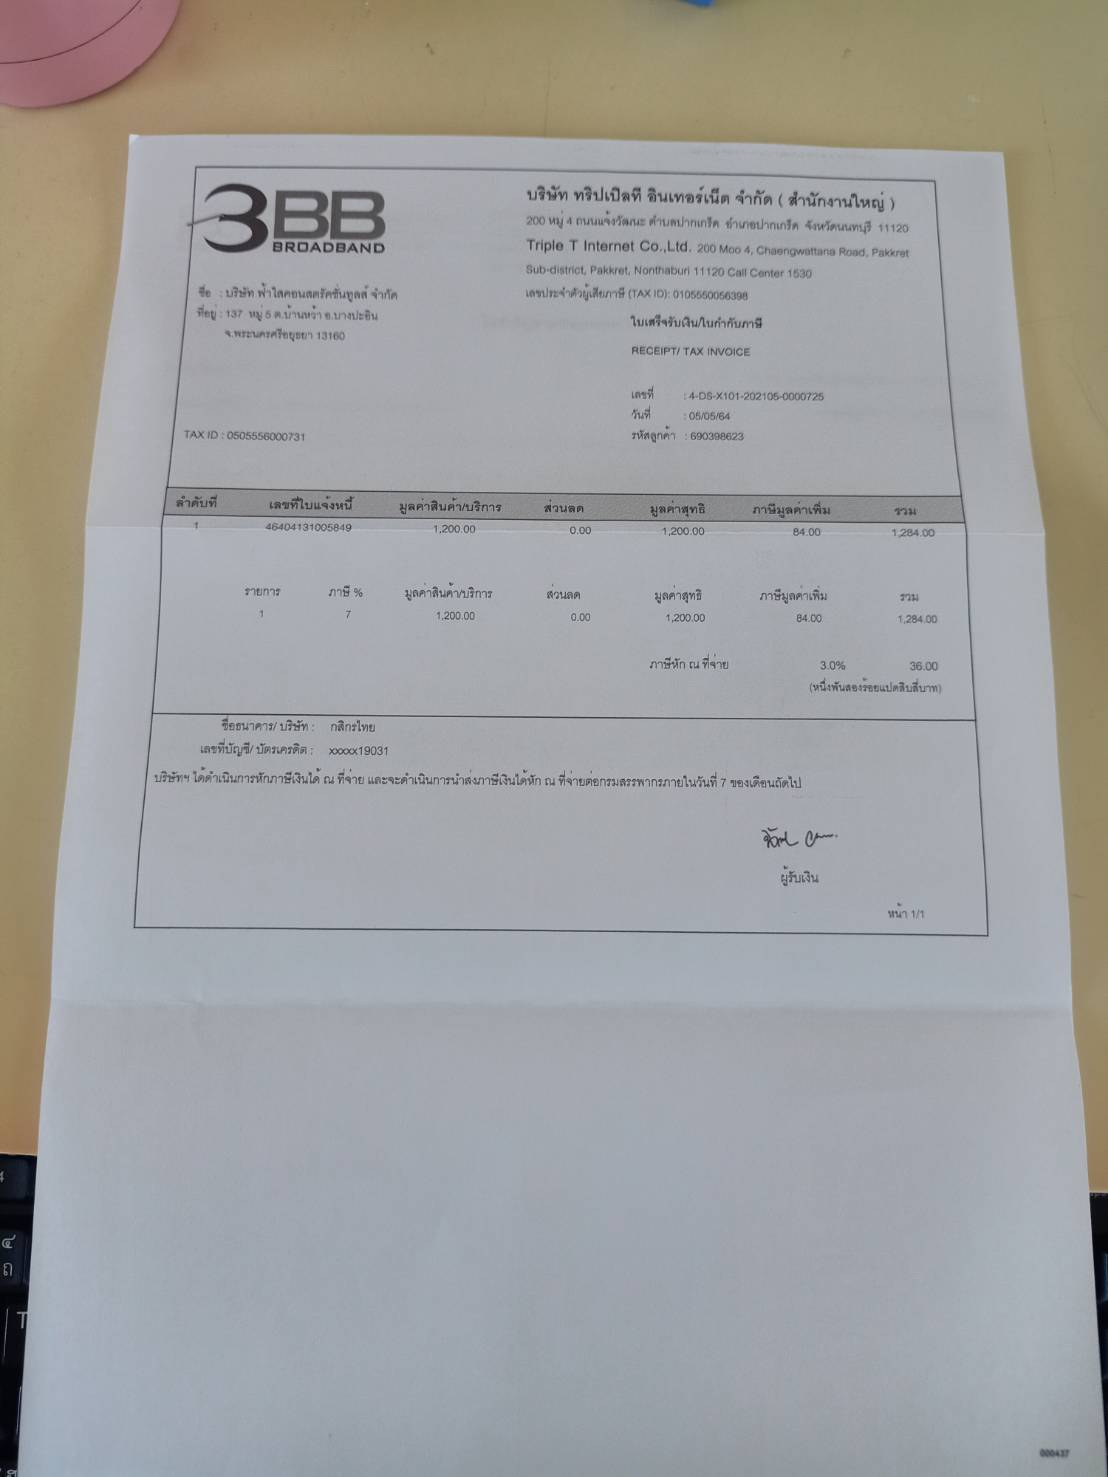 3BB
BROADBAND
บริษัท ทริปเปิลที อินเทอร์เน็ต จำกัด ( สำนักงานใหญ่ )
200 หมู่ 4 ถนนแจ้งวัฒนะ ตำบลปากเกร็ด อำเภอปากเกร็ด จังหวัดนนทบุรี 11120
Triple T Internet Co.,Ltd. 200 Moo 4, Chaengwattana Road, Pakkret
Sub-district, Pakkret, Nonthaburi 11120 Call Center 1530
เลขประจำตัวผู้เสียภาษี (TAX ID): 0105550056398
ชื่อ : บริษัท ฟ้าใสคอนสตรัคชั่นทูลส์ จำกัด
ที่อยู่ : 137 หมู่ 5 ต.บ้านหว้า อ.บางปะอิน
จ.พระนครศรีอยุธยา 13160
TAX ID : 0505556000731
ใบเสร็จรับเงิน/ใบกำกับภาษี
RECEIPT/ TAX INVOICE
เลขที่ : 4-DS-X101-202105-0000725
วันที่ : 05/05/64
รหัสลูกค้า : 690398623
ลำดับที่ เลขที่ใบแจ้งหนี้ มูลค่าสินค้า/บริการ ส่วนลด มูลค่าสุทธิ ภาษีมูลค่าเพิ่ม รวม
1 46404131005849 1,200.00 0.00 1,200.00 84.00 1,284.00
รายการ ภาษี % มูลค่าสินค้า/บริการ ส่วนลด มูลค่าสุทธิ ภาษีมูลค่าเพิ่ม รวม
1 7 1,200.00 0.00 1,200.00 84.00 1,284.00
ภาษีหัก ณ ที่จ่าย 3.0% 36.00
(หนึ่งพันสองร้อยแปดสิบสี่บาท)
ชื่อธนาคาร/ บริษัท : กสิกรไทย
เลขที่บัญชี/ บัตรเครดิต : xxxxx19031
บริษัทฯ ได้ดำเนินการหักภาษีเงินได้ ณ ที่จ่าย และจะดำเนินการนำส่งภาษีเงินได้หัก ณ ที่จ่ายต่อกรมสรรพากรภายในวันที่ 7 ของเดือนถัดไป
ผู้รับเงิน
หน้า 1/1
000437